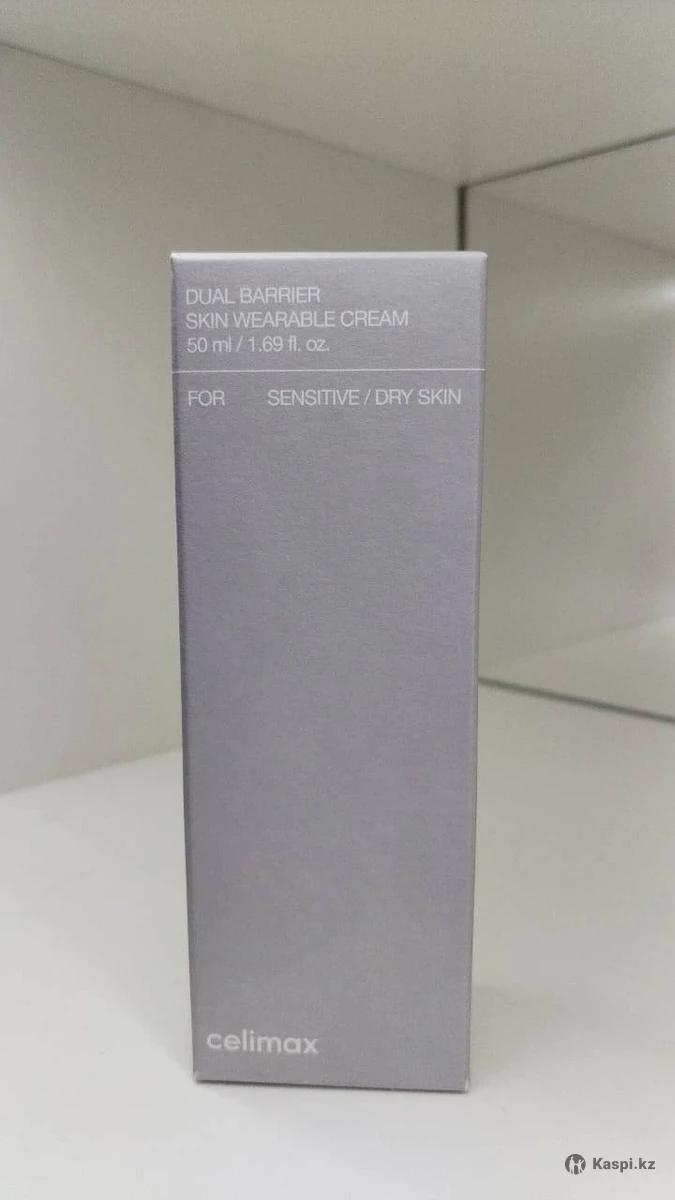 DUAL BARRIER
SKIN WEARABLE CREAM
50 ml / 1.69 fl. oz.
FOR SENSITIVE / DRY SKIN
celimax
Kaspi.kz